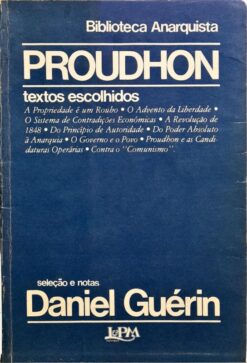 Biblioteca Anarquista
PROUDHON
textos escolhidos
A Propriedade é um Roubo • O Advento da Liberdade •
O Sistema de Contradições Econômicas • A Revolução de
1848 • Do Princípio de Autoridade • Do Poder Absoluto
à Anarquia • O Governo e o Povo • Proudhon e as Candi-
daturas Operárias • Contra o "Comunismo".
seleção e notas
Daniel Guérin
L&PM